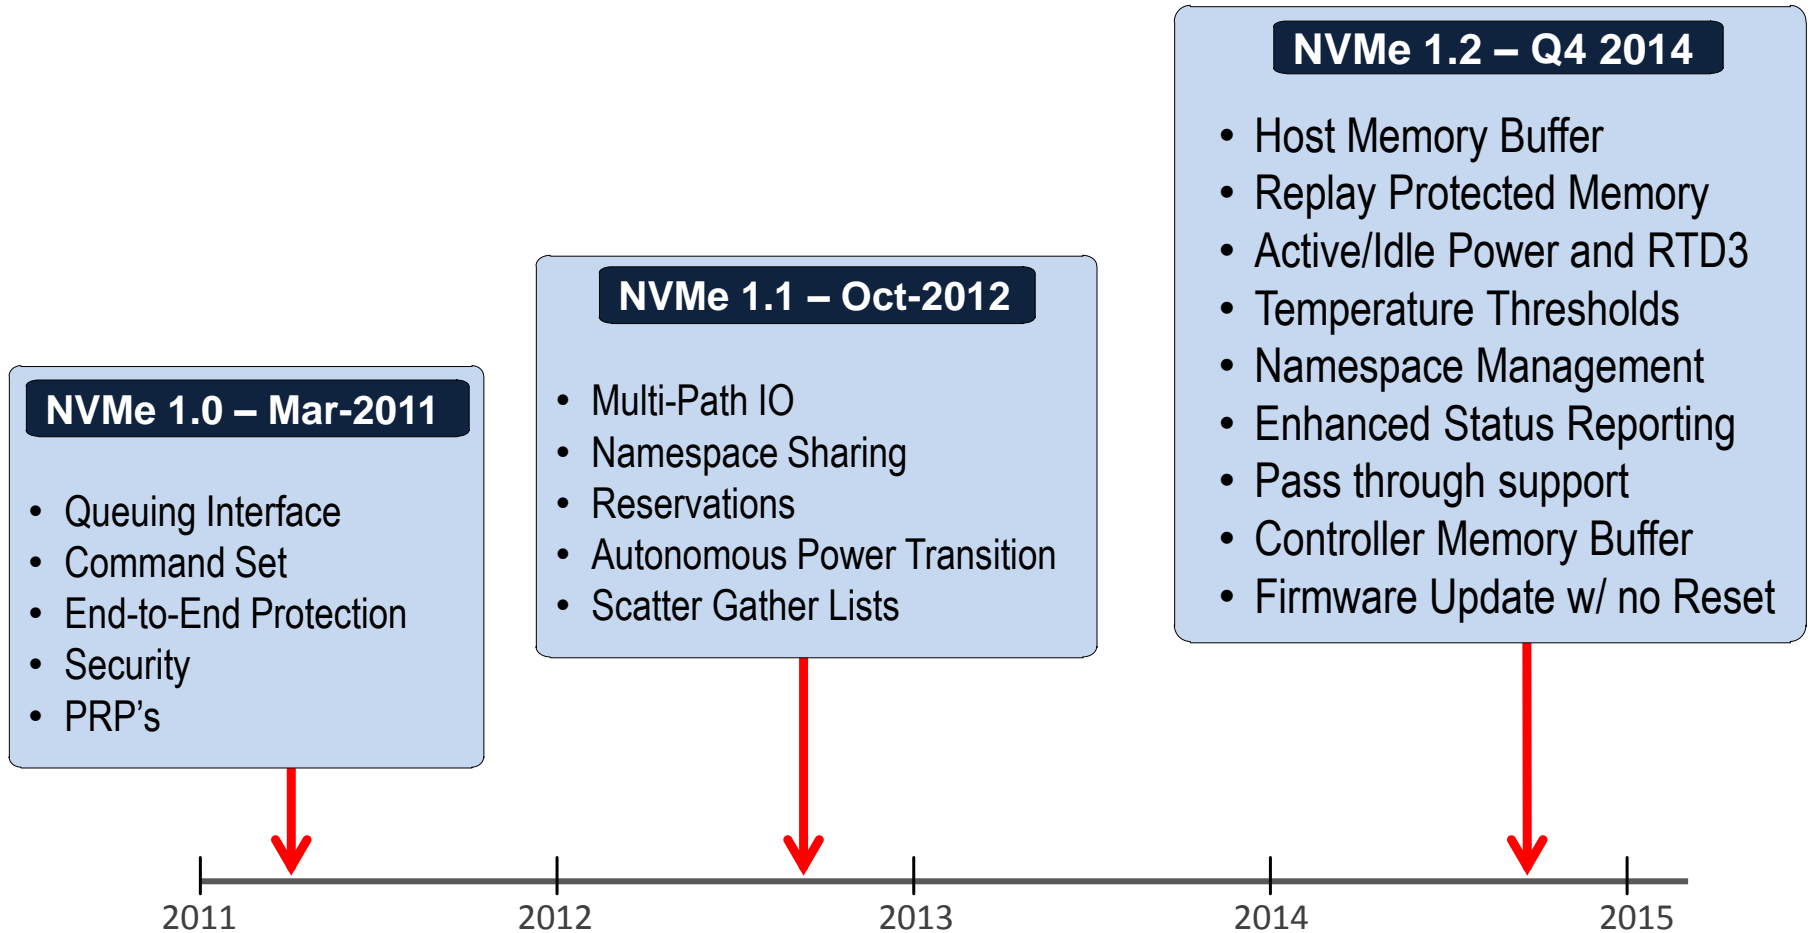 NVMe 1.0 – Mar-2011
• Queuing Interface
• Command Set
• End-to-End Protection
• Security
• PRP’s
NVMe 1.1 – Oct-2012
• Multi-Path IO
• Namespace Sharing
• Reservations
• Autonomous Power Transition
• Scatter Gather Lists
NVMe 1.2 – Q4 2014
• Host Memory Buffer
• Replay Protected Memory
• Active/Idle Power and RTD3
• Temperature Thresholds
• Namespace Management
• Enhanced Status Reporting
• Pass through support
• Controller Memory Buffer
• Firmware Update w/ no Reset
2011 2012 2013 2014 2015